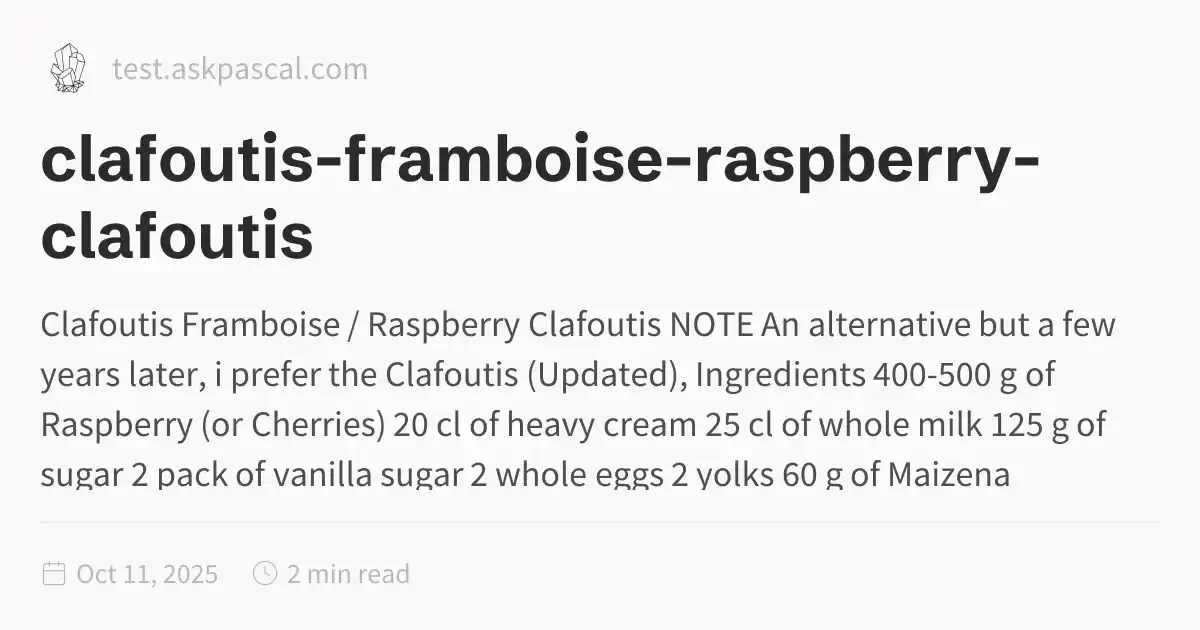 test.askpascal.com
clafoutis-framboise-raspberry-
clafoutis
Clafoutis Framboise / Raspberry Clafoutis NOTE An alternative but a few
years later, i prefer the Clafoutis (Updated), Ingredients 400-500 g of
Raspberry (or Cherries) 20 cl of heavy cream 25 cl of whole milk 125 g of
sugar 2 pack of vanilla sugar 2 whole eggs 2 yolks 60 g of Maizena
Oct 11, 2025
2 min read